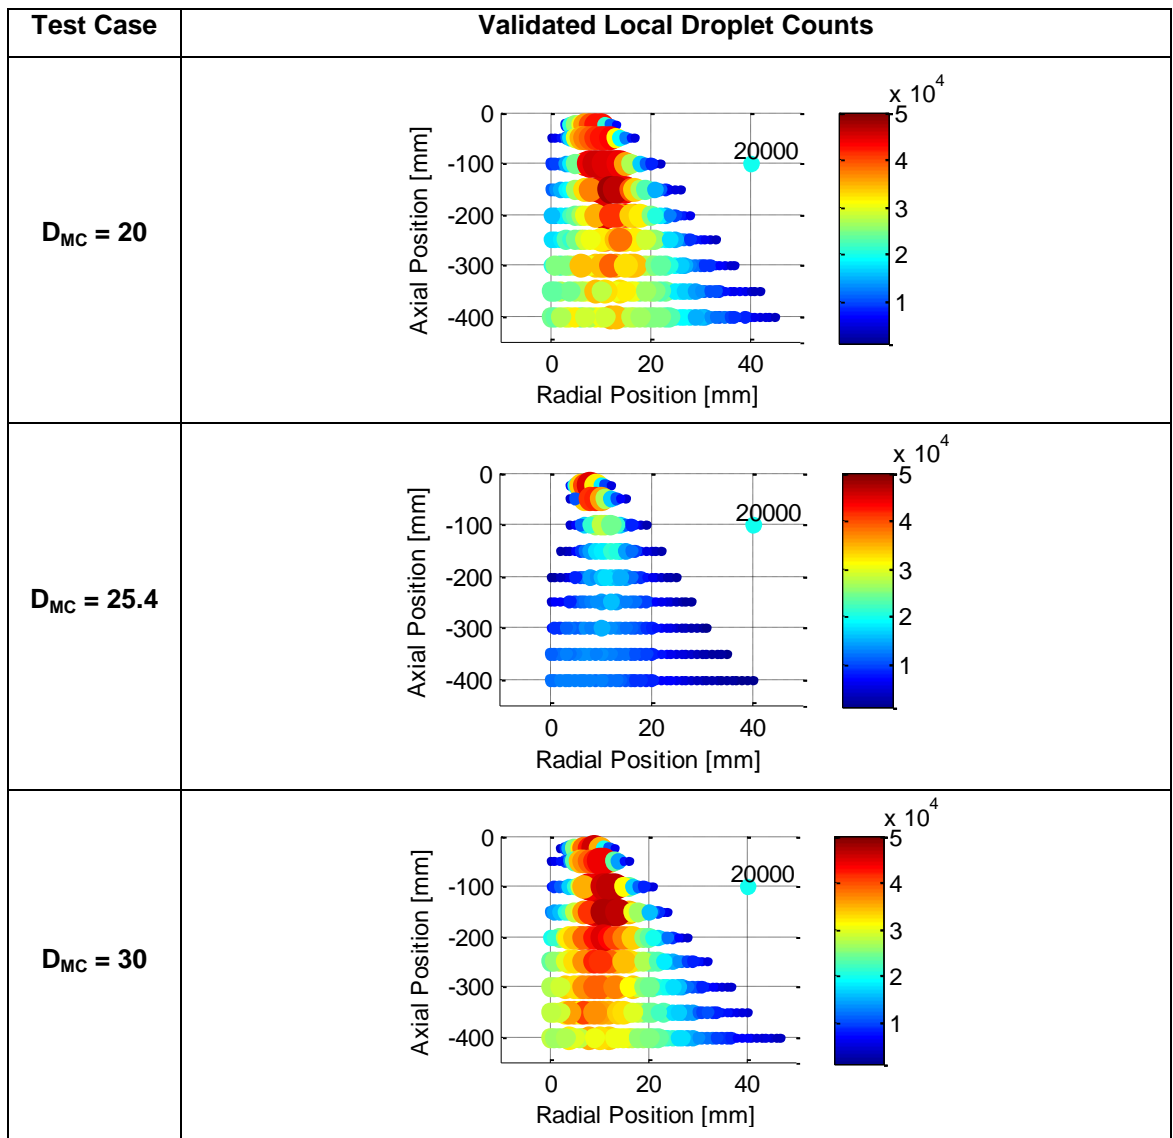 Test Case
Validated Local Droplet Counts
D_MC = 20
x 10^4
0
-100
-200
-300
-400
Axial Position [mm]
20000
5
4
3
2
1
0 20 40
Radial Position [mm]
D_MC = 25.4
x 10^4
0
-100
-200
-300
-400
Axial Position [mm]
20000
5
4
3
2
1
0 20 40
Radial Position [mm]
D_MC = 30
x 10^4
0
-100
-200
-300
-400
Axial Position [mm]
20000
5
4
3
2
1
0 20 40
Radial Position [mm]